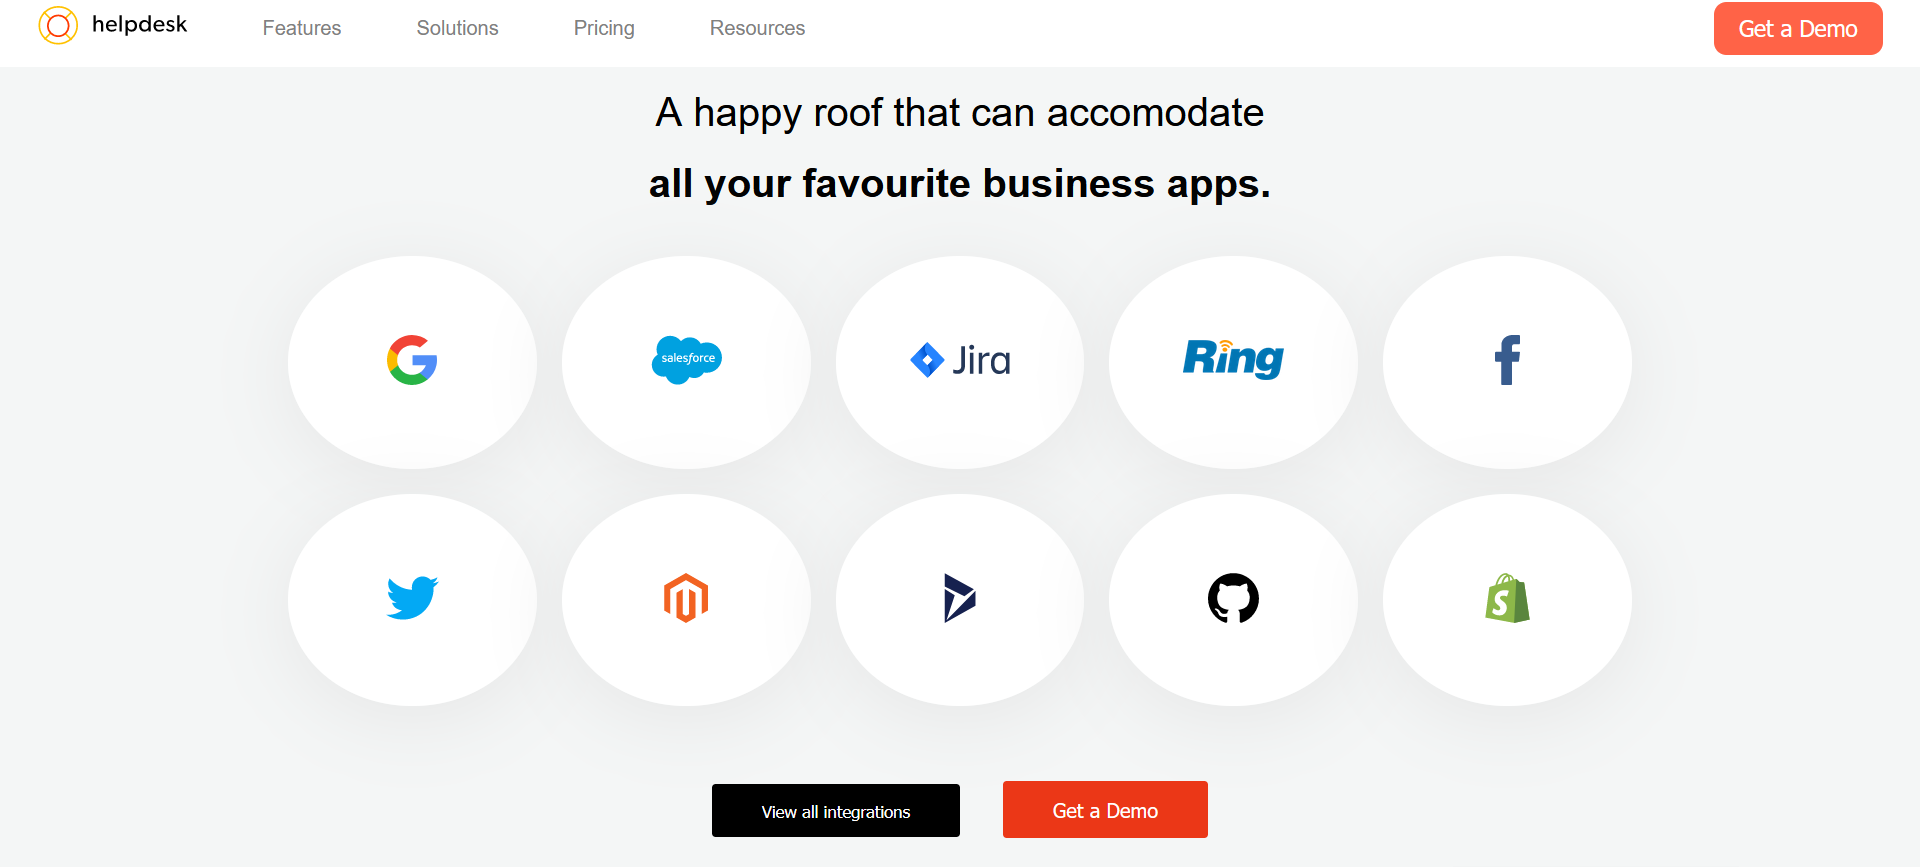 helpdesk
Features
Solutions
Pricing
Resources
Get a Demo
A happy roof that can accomodate
all your favourite business apps.
salesforce
Jira
Ring
View all integrations
Get a Demo